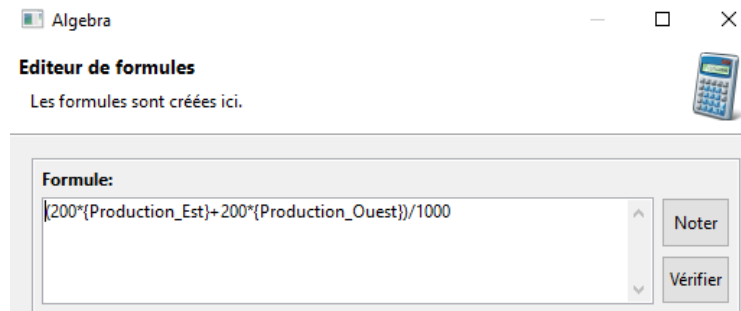 Algebra
Editeur de formules
Les formules sont créées ici.
Formule:
(200*{Production_Est}+200*{Production_Ouest})/1000
Noter
Vérifier